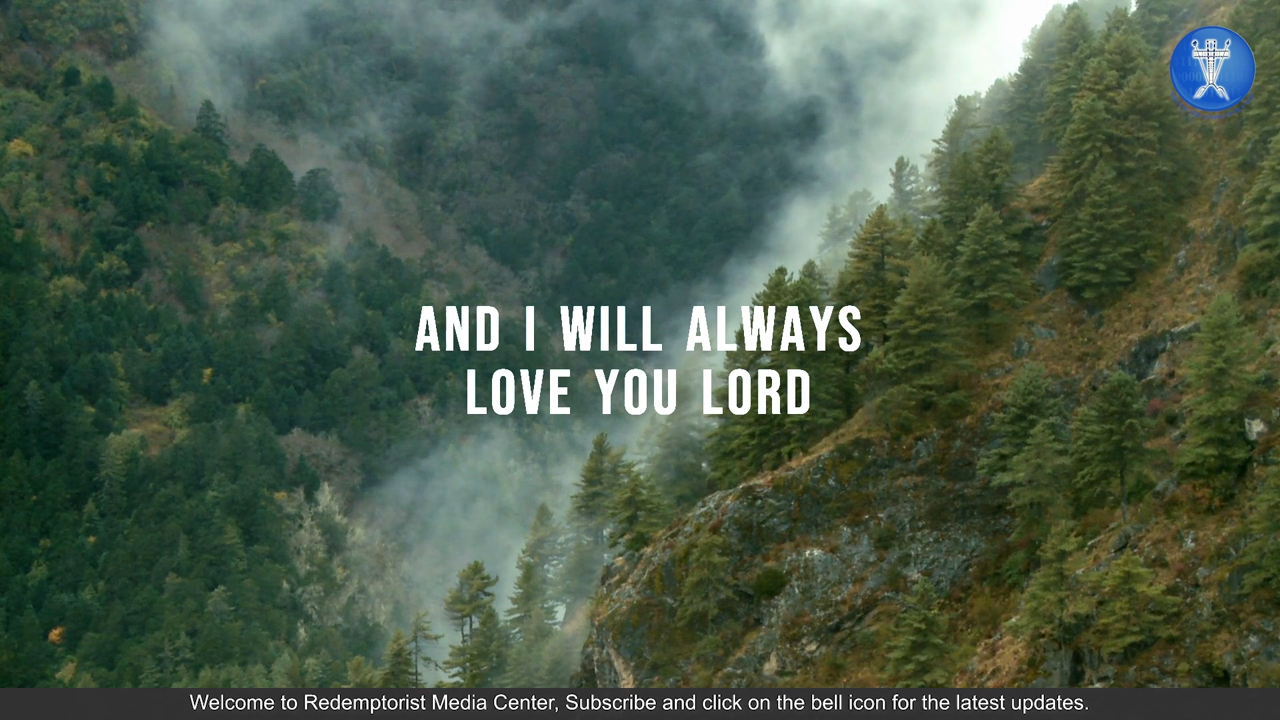 AND I WILL ALWAYS
LOVE YOU LORD
Welcome to Redemptorist Media Center, Subscribe and click on the bell icon for the latest updates.